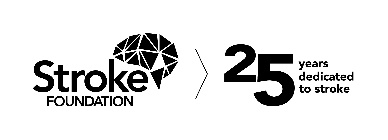 Stroke
FOUNDATION
25
years
dedicated
to stroke